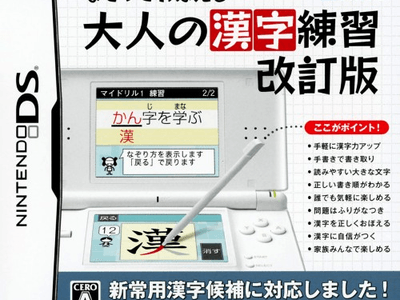 大人の漢字練習
改訂版
NINTENDO DS
マイドリル1 練習 2/2
じ まな
かん字を学ぶ
漢
なぞり方を表示します
「戻る」で戻ります
ここがポイント!
・手軽に漢字力アップ
・手書きで書き取り
・読みやすい大きな文字
・正しい書き順がわかる
・誰でも気軽に楽しめる
・問題はふりがなつき
・漢字を正しくおぼえる
・漢字に自信がつく
・家族みんなで楽しめる
戻る
12
漢
消す
CERO
A
新常用漢字候補に対応しました!